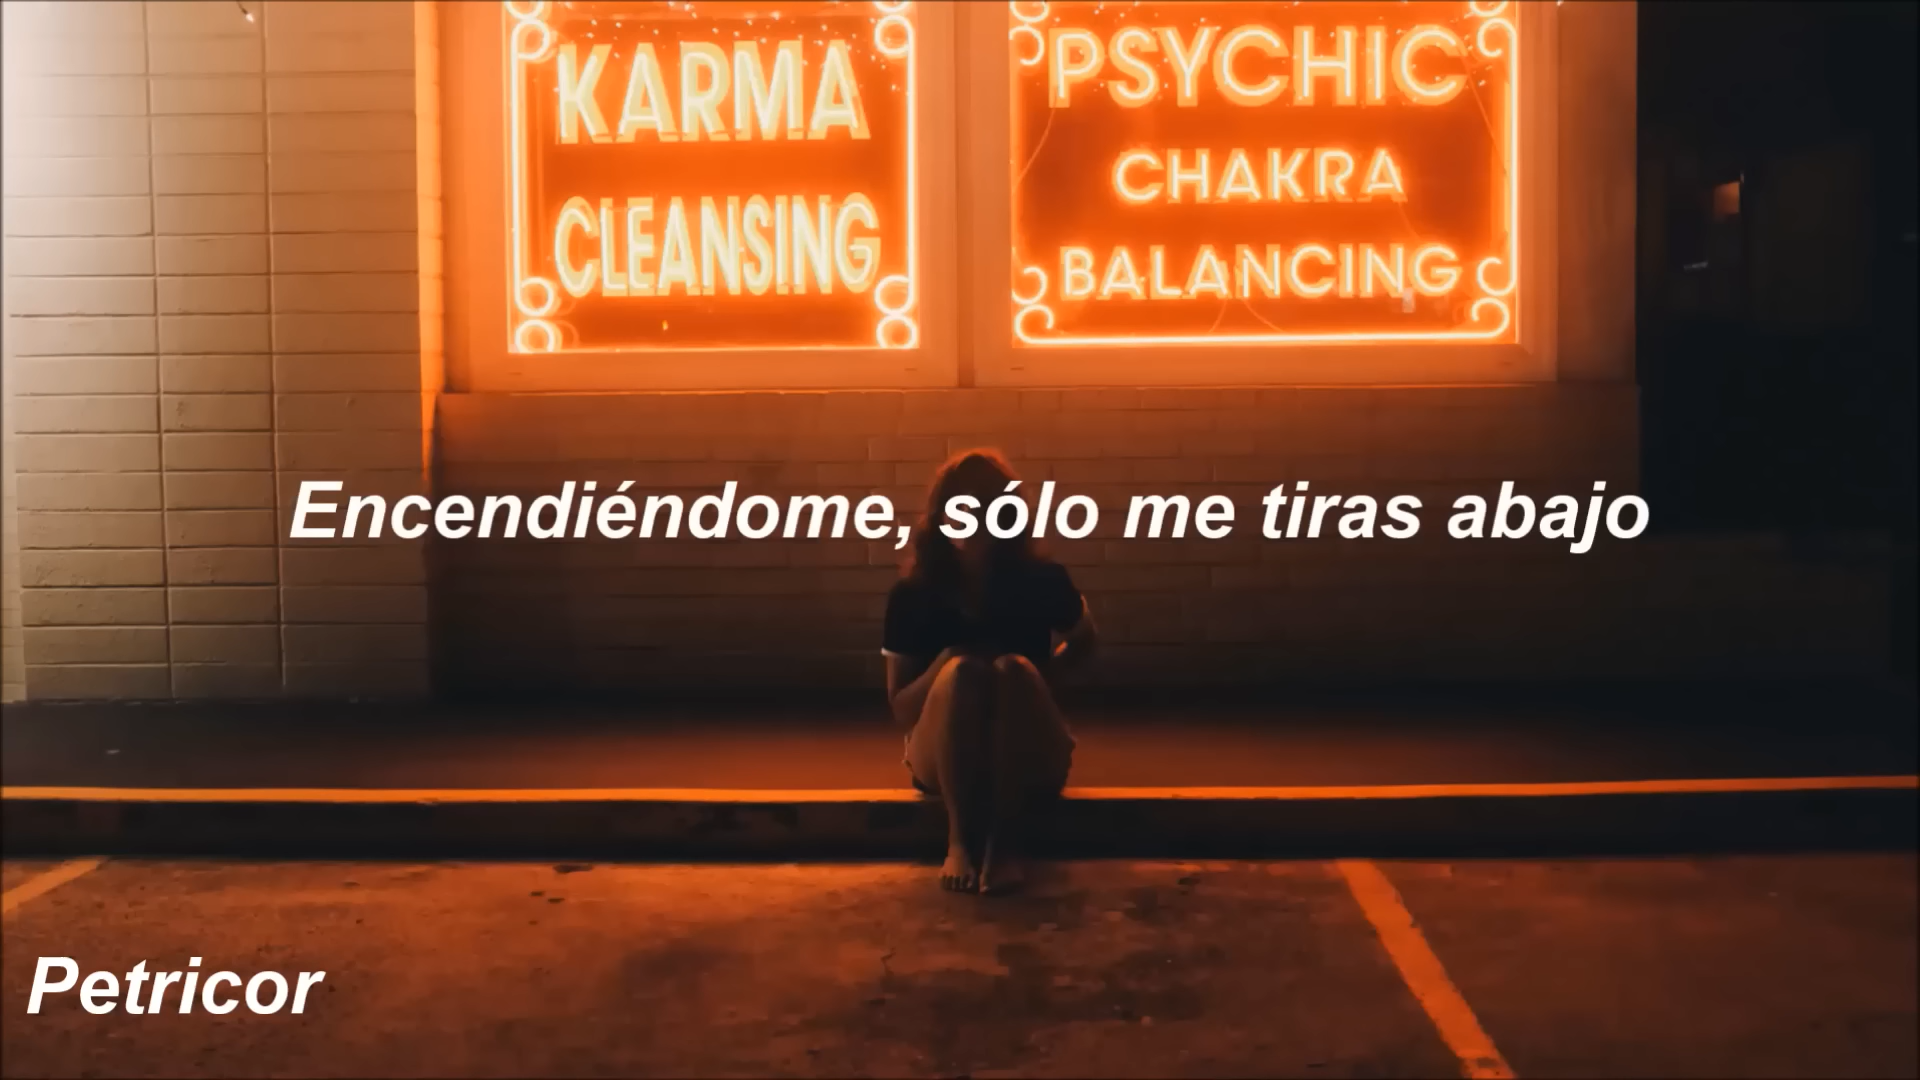 KARMA
CLEANSING
PSYCHIC
CHAKRA
BALANCING
Encendiéndome, sólo me tiras abajo
Petricor